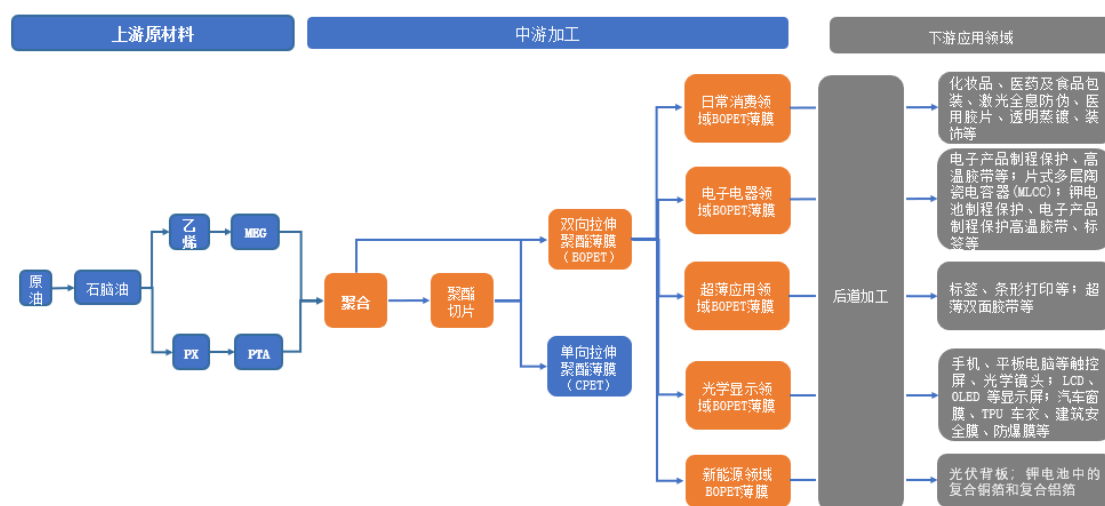 上游原材料
中游加工
下游应用领域
原
油
石脑油
乙
烯
MEG
PX
PTA
聚合
聚酯
切片
双向拉伸
聚酯薄膜
（BOPET）
单向拉伸
聚酯薄膜
（CPET）
日常消费领
域BOPET薄膜
电子电器领
域BOPET薄膜
超薄应用领
域BOPET薄膜
光学显示领
域BOPET薄膜
新能源领域
BOPET薄膜
后道加工
化妆品、医药及食品包
装、激光全息防伪、医
用胶片、透明蒸镀、装
饰等
电子产品制程保护、高
温胶带等；片式多层陶
瓷电容器(MLCC)；钾电
池制程保护、电子产品
制程保护高温胶带、标
签等
标签、条形打印等；超
薄双面胶带等
手机、平板电脑等触控
屏、光学镜头；LCD、
OLED 等显示屏；汽车窗
膜、TPU 车衣、建筑安
全膜、防爆膜等
光伏背板；钾电池中的
复合铜箔和复合铝箔